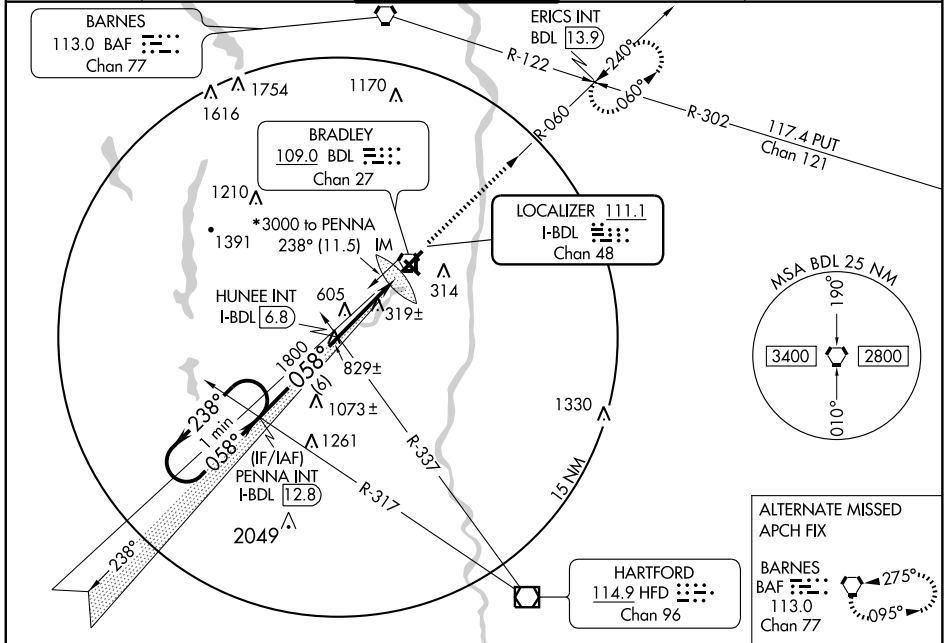 BARNES
113.0 BAF
Chan 77
ERICS INT
BDL 13.9
R-122
240°
060°
R-302
117.4 PUT
Chan 121
R-060
1754
1616
1170
BRADLEY
109.0 BDL
Chan 27
1210
1391
*3000 to PENNA
238° (11.5)
IM
LOCALIZER 111.1
I-BDL
Chan 48
314
HUNEE INT
I-BDL 6.8
605
319±
MSA BDL 25 NM
190°
3400
2800
010°
1800
058°
(6)
829±
1073±
1330
238°
1 min
058°
1261
(IF/IAF)
PENNA INT
I-BDL 12.8
R-337
R-317
15 NM
2049
238°
HARTFORD
114.9 HFD
Chan 96
ALTERNATE MISSED
APCH FIX
BARNES
BAF
113.0
Chan 77
275°
095°